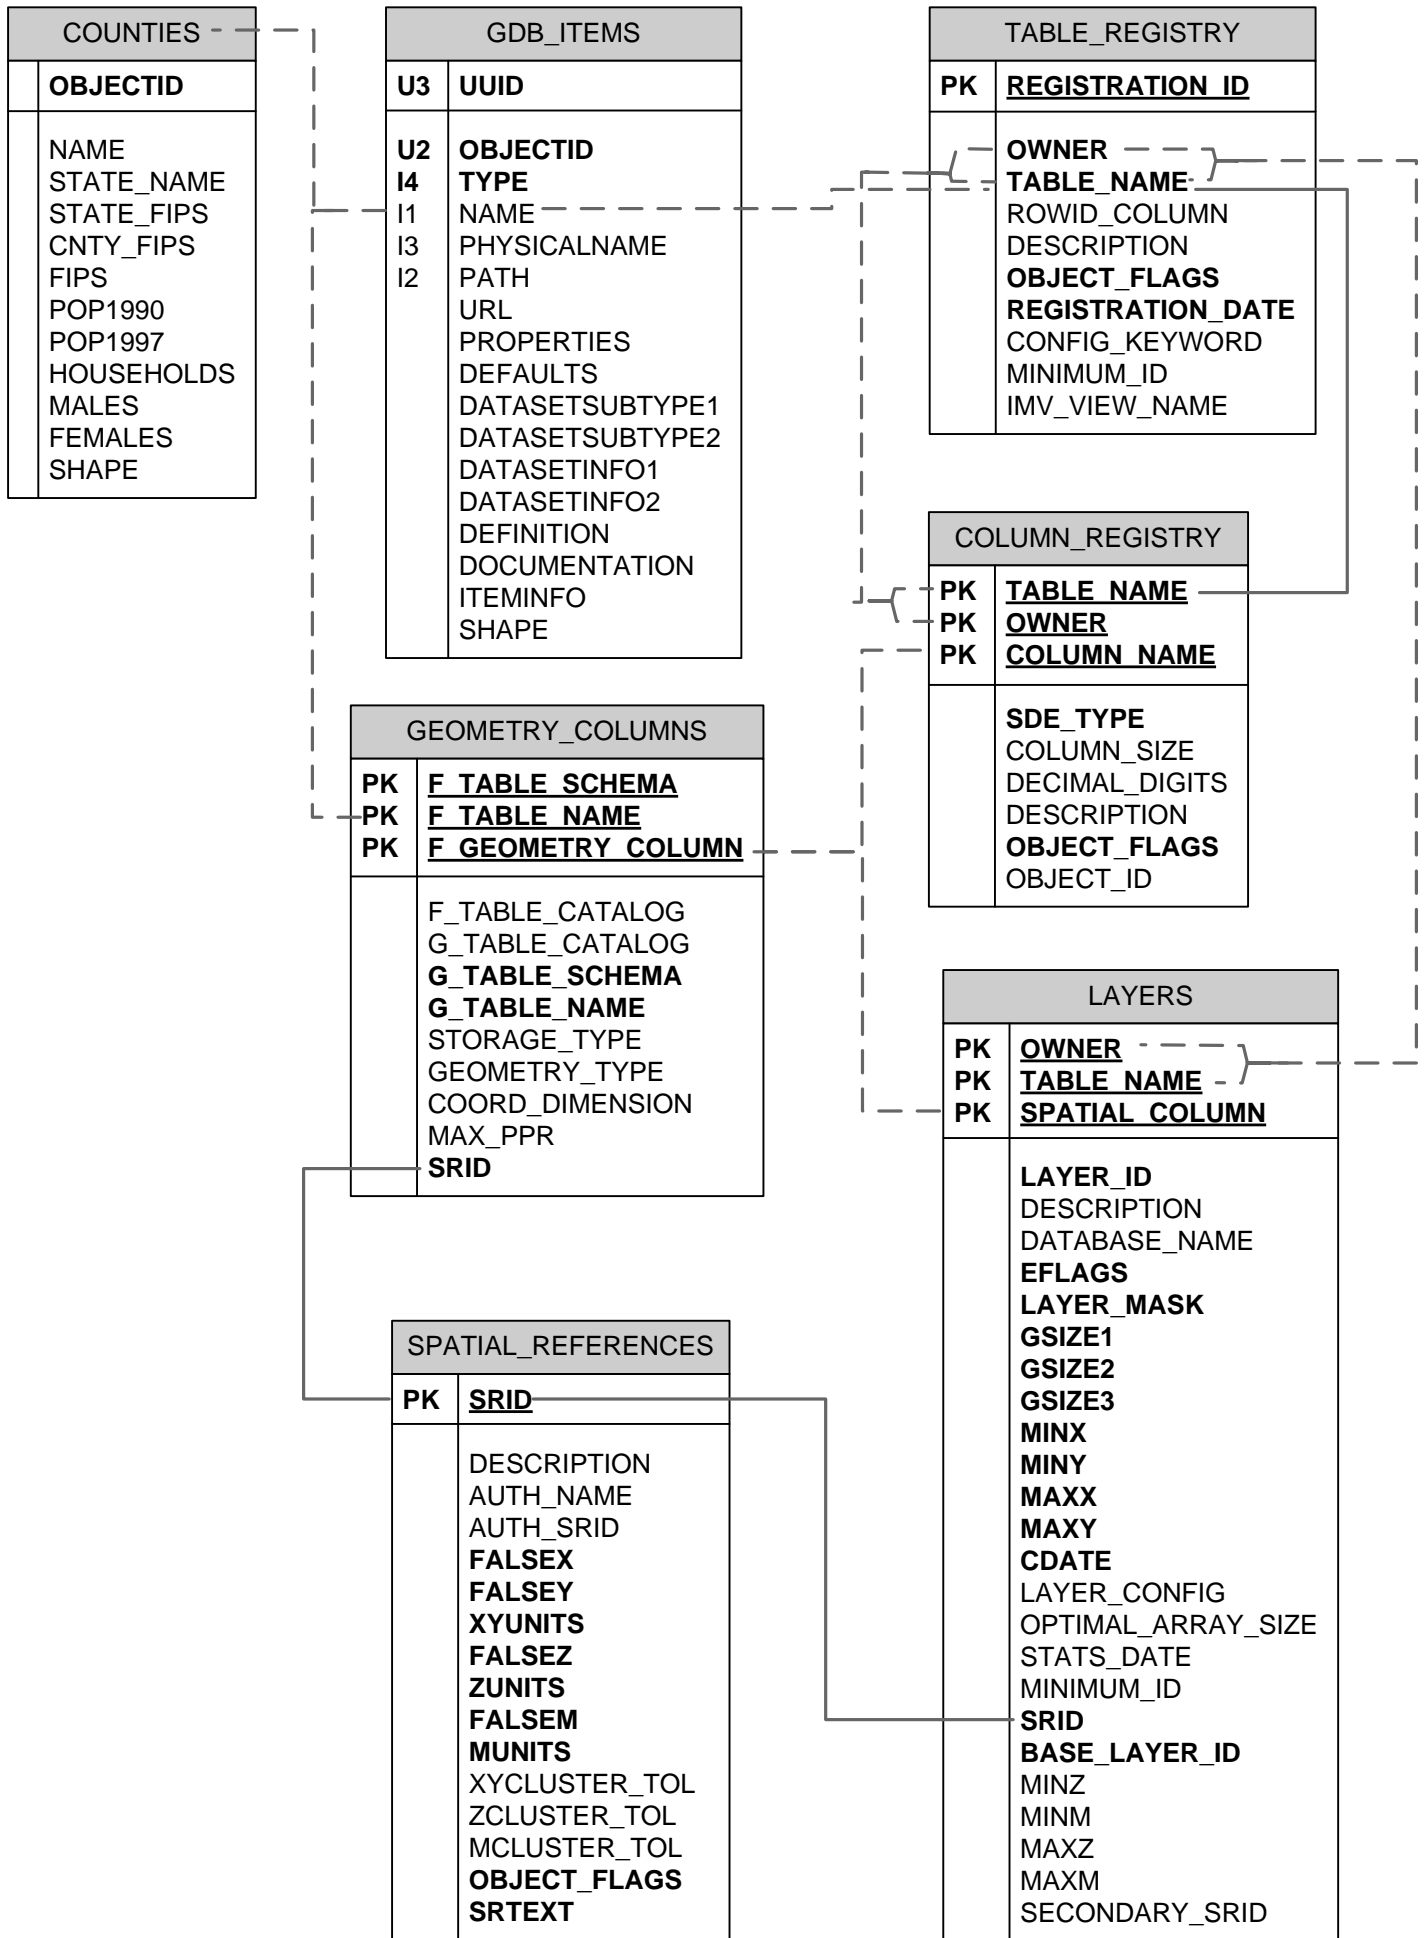 COUNTIES
OBJECTID
NAME
STATE_NAME
STATE_FIPS
CNTY_FIPS
FIPS
POP1990
POP1997
HOUSEHOLDS
MALES
FEMALES
SHAPE
GDB_ITEMS
U3 UUID
U2 OBJECTID
I4 TYPE
I1 NAME
I3 PHYSICALNAME
I2 PATH
URL
PROPERTIES
DEFAULTS
DATASETSUBTYPE1
DATASETSUBTYPE2
DATASETINFO1
DATASETINFO2
DEFINITION
DOCUMENTATION
ITEMINFO
SHAPE
TABLE_REGISTRY
PK REGISTRATION_ID
OWNER
TABLE_NAME
ROWID_COLUMN
DESCRIPTION
OBJECT_FLAGS
REGISTRATION_DATE
CONFIG_KEYWORD
MINIMUM_ID
IMV_VIEW_NAME
COLUMN_REGISTRY
PK TABLE_NAME
PK OWNER
PK COLUMN_NAME
SDE_TYPE
COLUMN_SIZE
DECIMAL_DIGITS
DESCRIPTION
OBJECT_FLAGS
OBJECT_ID
GEOMETRY_COLUMNS
PK F_TABLE_SCHEMA
PK F_TABLE_NAME
PK F_GEOMETRY_COLUMN
F_TABLE_CATALOG
G_TABLE_CATALOG
G_TABLE_SCHEMA
G_TABLE_NAME
STORAGE_TYPE
GEOMETRY_TYPE
COORD_DIMENSION
MAX_PPR
SRID
LAYERS
PK OWNER
PK TABLE_NAME
PK SPATIAL_COLUMN
LAYER_ID
DESCRIPTION
DATABASE_NAME
EFLAGS
LAYER_MASK
GSIZE1
GSIZE2
GSIZE3
MINX
MINY
MAXX
MAXY
CDATE
LAYER_CONFIG
OPTIMAL_ARRAY_SIZE
STATS_DATE
MINIMUM_ID
SRID
BASE_LAYER_ID
MINZ
MINM
MAXZ
MAXM
SECONDARY_SRID
SPATIAL_REFERENCES
PK SRID
DESCRIPTION
AUTH_NAME
AUTH_SRID
FALSEX
FALSEY
XYUNITS
FALSEZ
ZUNITS
FALSEM
MUNITS
XYCLUSTER_TOL
ZCLUSTER_TOL
MCLUSTER_TOL
OBJECT_FLAGS
SRTEXT